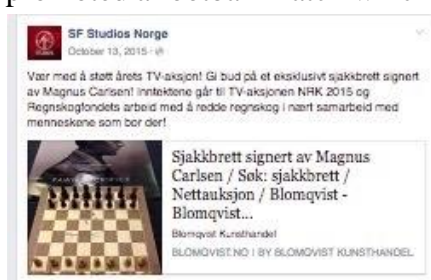 SF Studios Norge
October 13, 2015
Vær med å støtt årets TV-aksjon! Gi bud på et eksklusivt sjakkbrett signert
av Magnus Carlsen! Inntektene går til TV-aksjonen NRK 2015 og
Regnskogfondets arbeid med å redde regnskog i nært samarbeid med
menneskene som bor der!
Sjakkbrett signert av Magnus
Carlsen / Søk: sjakkbrett /
Nettauksjon / Blomqvist -
Blomqvist...
Blomqvist Kunsthandel
BLOMQVIST.NO | BY BLOMQVIST KUNSTHANDEL